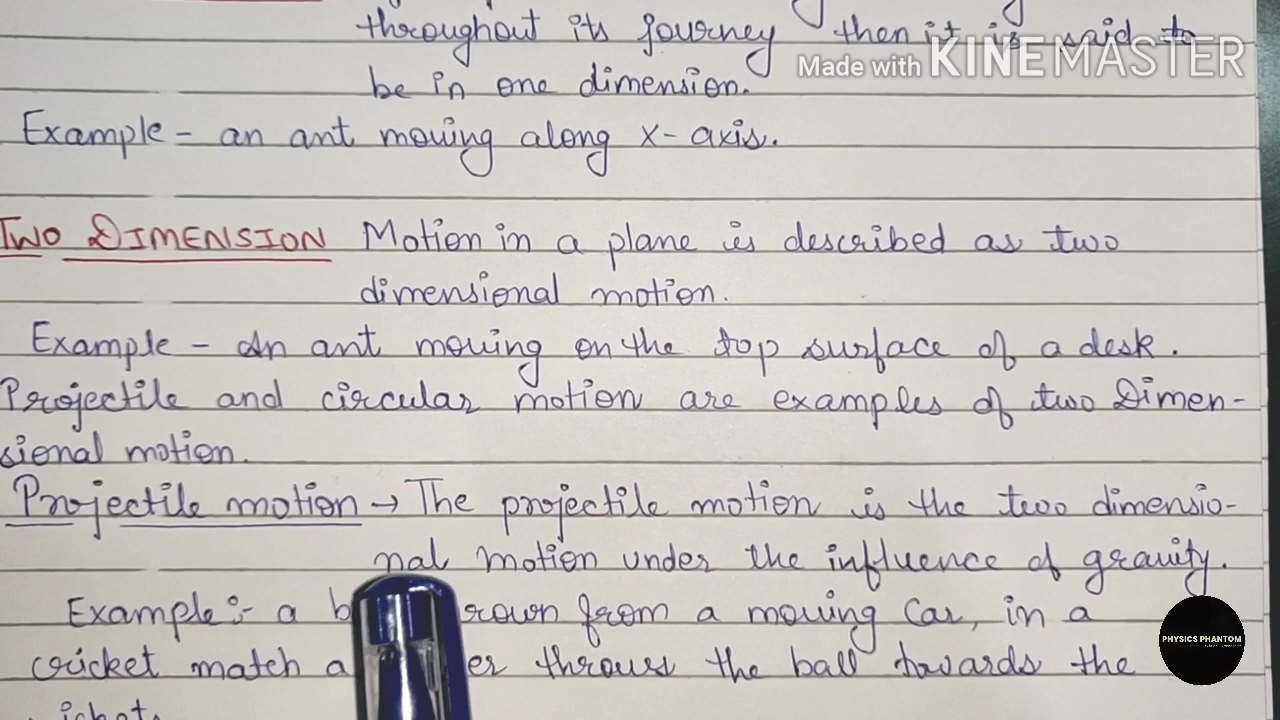 throughout its journey then it is said to
Made with KINEMASTER
be in one dimension.
Example - an ant moving along x-axis.
TWO DIMENSION Motion in a plane is described as two
dimensional motion.
Example - An ant moving on the top surface of a desk.
Projectile and circular motion are examples of two Dimen-
sional motion.
Projectile motion → The projectile motion is the two dimensio-
nal motion under the influence of gravity.
Example :- a rown from a moving Car, in a
cricket match a er throws the ball towards the
PHYSICS PHANTOM